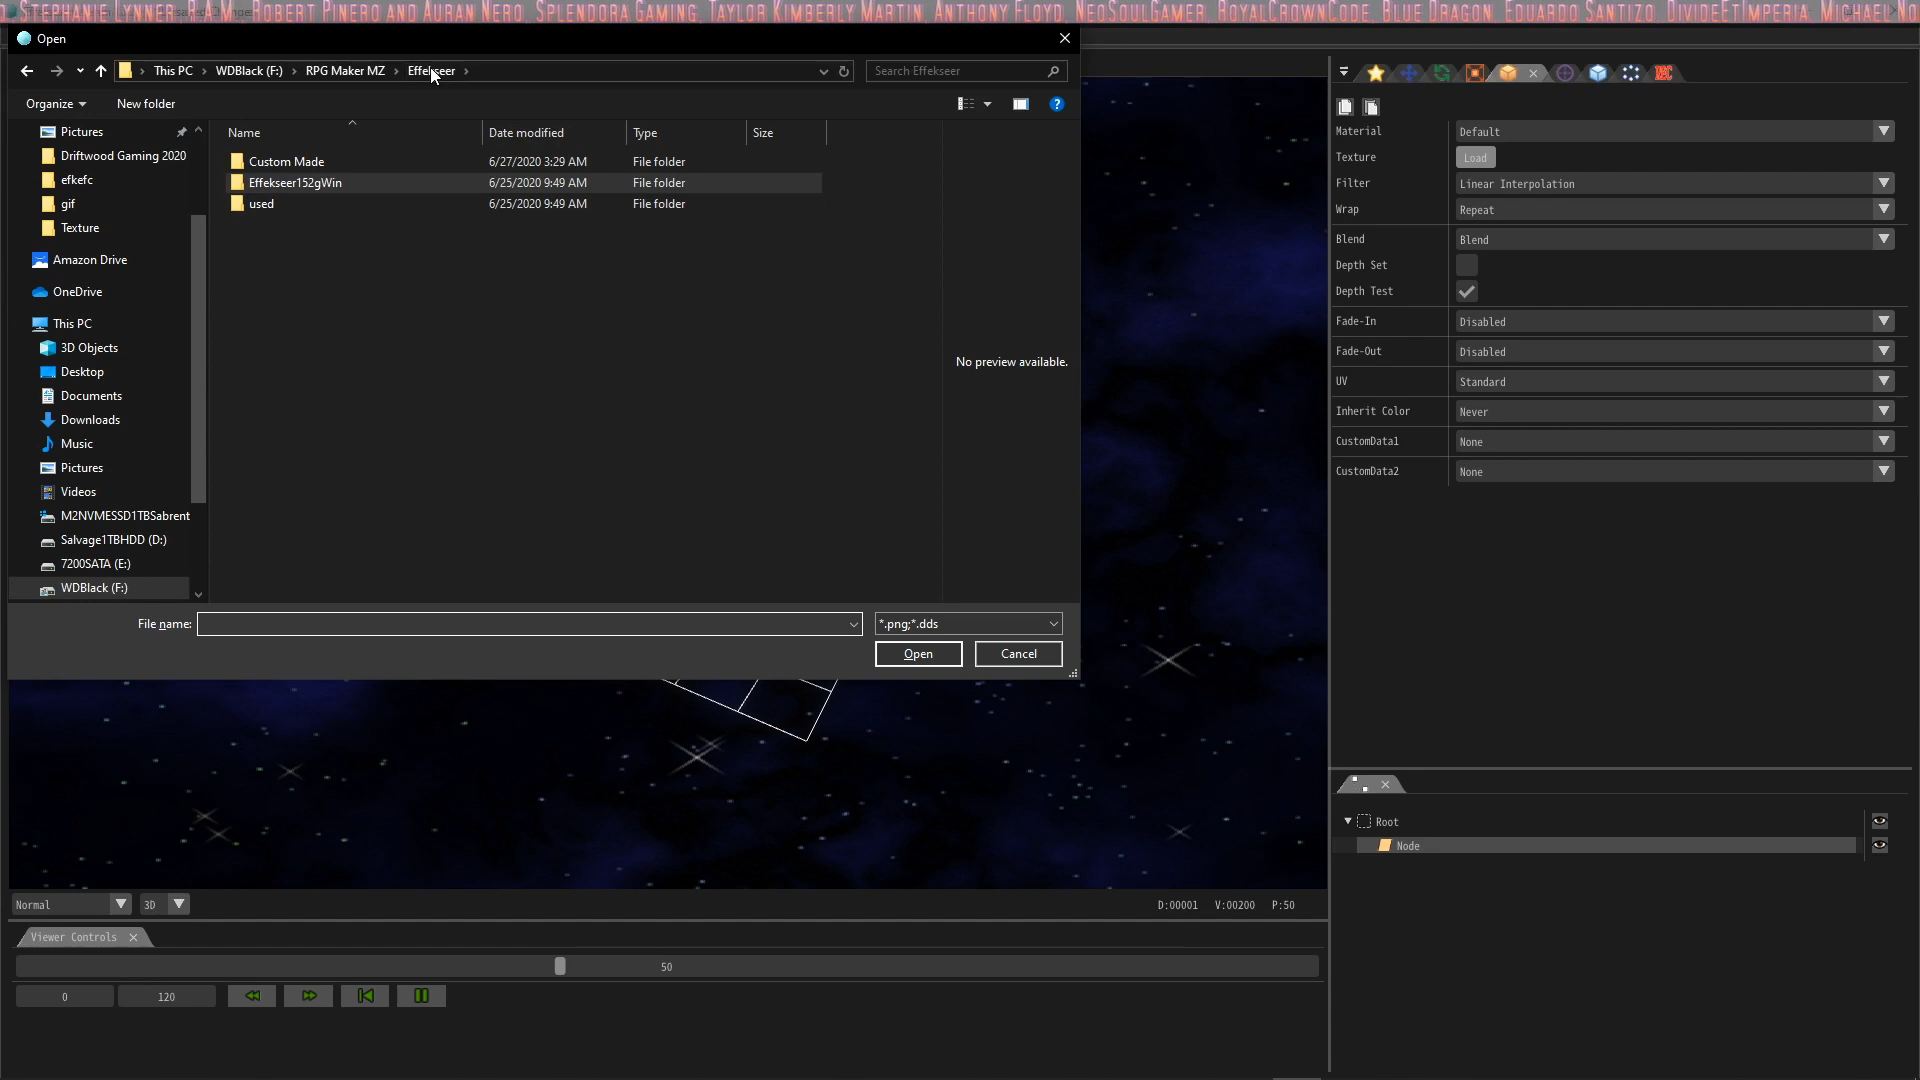 Stephan Lynner, Robert Pinero and Auran Nero, Splendora Gaming, Taylor Kimberly Martin, Anthony Floyd, NeoSoulGamer, RoyalCrownCode, Blue Dragon, Eduardo Santizo, DivideEtImperia, Michael No
Open
This PC
WDBlack (F:)
RPG Maker MZ
Effekseer
Search Effekseer
Organize
New folder
?
Name
Date modified
Type
Size
Custom Made
6/27/2020 3:29 AM
File folder
Effekseer152gWin
6/25/2020 9:49 AM
File folder
used
6/25/2020 9:49 AM
File folder
Pictures
Driftwood Gaming 2020
efkefc
gif
Texture
Amazon Drive
OneDrive
This PC
3D Objects
Desktop
Documents
Downloads
Music
Pictures
Videos
M2NVMESSD1TBSabrent
Salvage1TBHDD (D:)
7200SATA (E:)
WDBlack (F:)
No preview available.
File name:
*.png;*.dds
Open
Cancel
Material
Default
Texture
Load
Filter
Linear Interpolation
Wrap
Repeat
Blend
Blend
Depth Set
Depth Test
Fade-In
Disabled
Fade-Out
Disabled
UV
Standard
Inherit Color
Never
CustomData1
None
CustomData2
None
Root
Node
Normal
3D
D:00001
V:00200
P:50
Viewer Controls
50
0
120